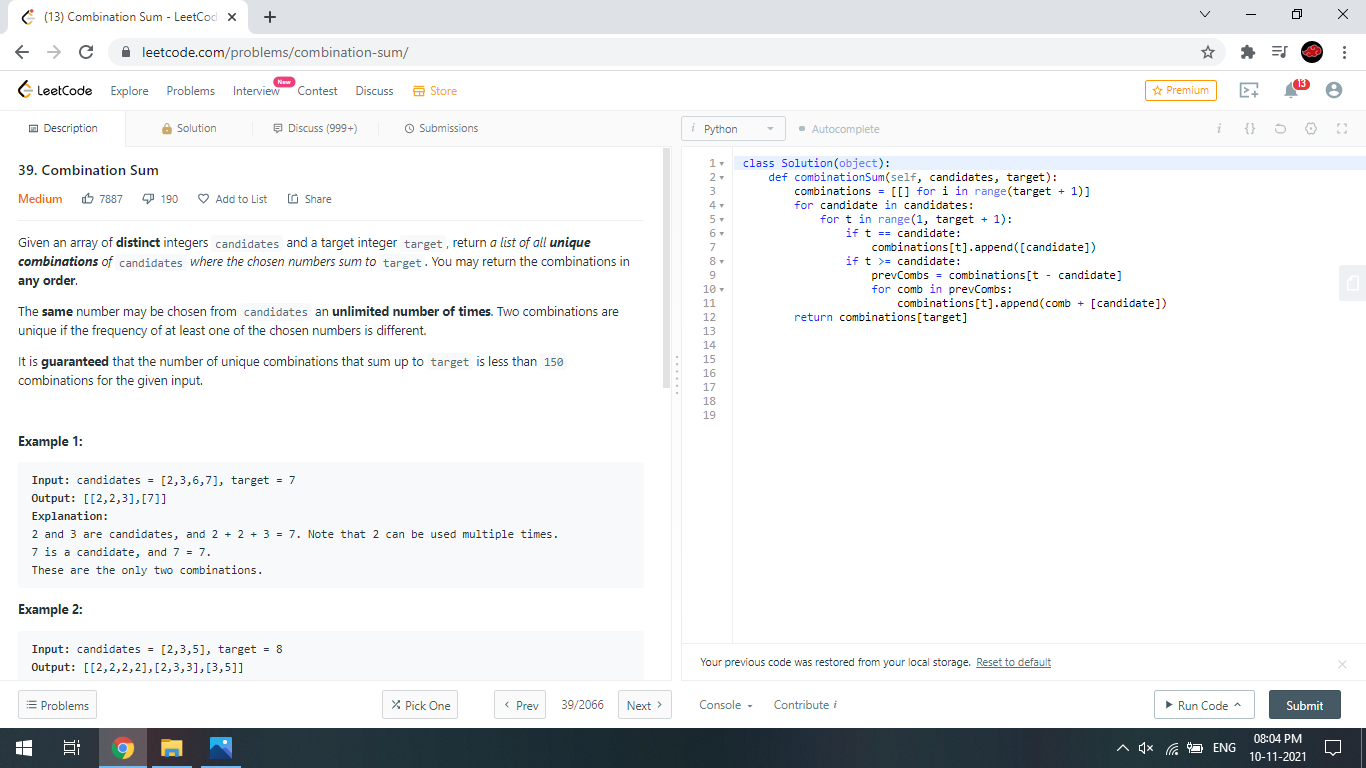 (13) Combination Sum - LeetCod
leetcode.com/problems/combination-sum/
LeetCode Explore Problems Interview New Contest Discuss Store Premium 13
Description Solution Discuss (999+) Submissions
39. Combination Sum
Medium 7887 190 Add to List Share
Given an array of distinct integers candidates and a target integer target, return a list of all unique
combinations of candidates where the chosen numbers sum to target. You may return the combinations in
any order.
The same number may be chosen from candidates an unlimited number of times. Two combinations are
unique if the frequency of at least one of the chosen numbers is different.
It is guaranteed that the number of unique combinations that sum up to target is less than 150
combinations for the given input.
Example 1:
Input: candidates = [2,3,6,7], target = 7
Output: [[2,2,3],[7]]
Explanation:
2 and 3 are candidates, and 2 + 2 + 3 = 7. Note that 2 can be used multiple times.
7 is a candidate, and 7 = 7.
These are the only two combinations.
Example 2:
Input: candidates = [2,3,5], target = 8
Output: [[2,2,2,2],[2,3,3],[3,5]]
i Python Autocomplete i {}
1 class Solution(object):
2 def combinationSum(self, candidates, target):
3 combinations = [[] for i in range(target + 1)]
4 for candidate in candidates:
5 for t in range(1, target + 1):
6 if t == candidate:
7 combinations[t].append([candidate])
8 if t >= candidate:
9 prevCombs = combinations[t - candidate]
10 for comb in prevCombs:
11 combinations[t].append(comb + [candidate])
12 return combinations[target]
13
14
15
16
17
18
19
Your previous code was restored from your local storage. Reset to default
Problems Pick One Prev 39/2066 Next Console Contribute i Run Code Submit
ENG 08:04 PM
10-11-2021